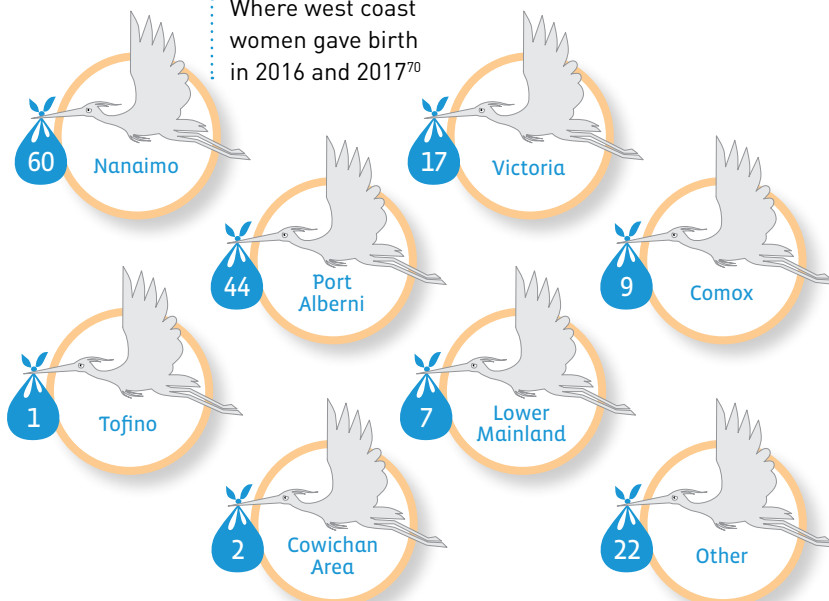 Where west coast
women gave birth
in 2016 and 2017⁷⁰
60
Nanaimo
17
Victoria
44
Port
Alberni
9
Comox
1
Tofino
7
Lower
Mainland
2
Cowichan
Area
22
Other